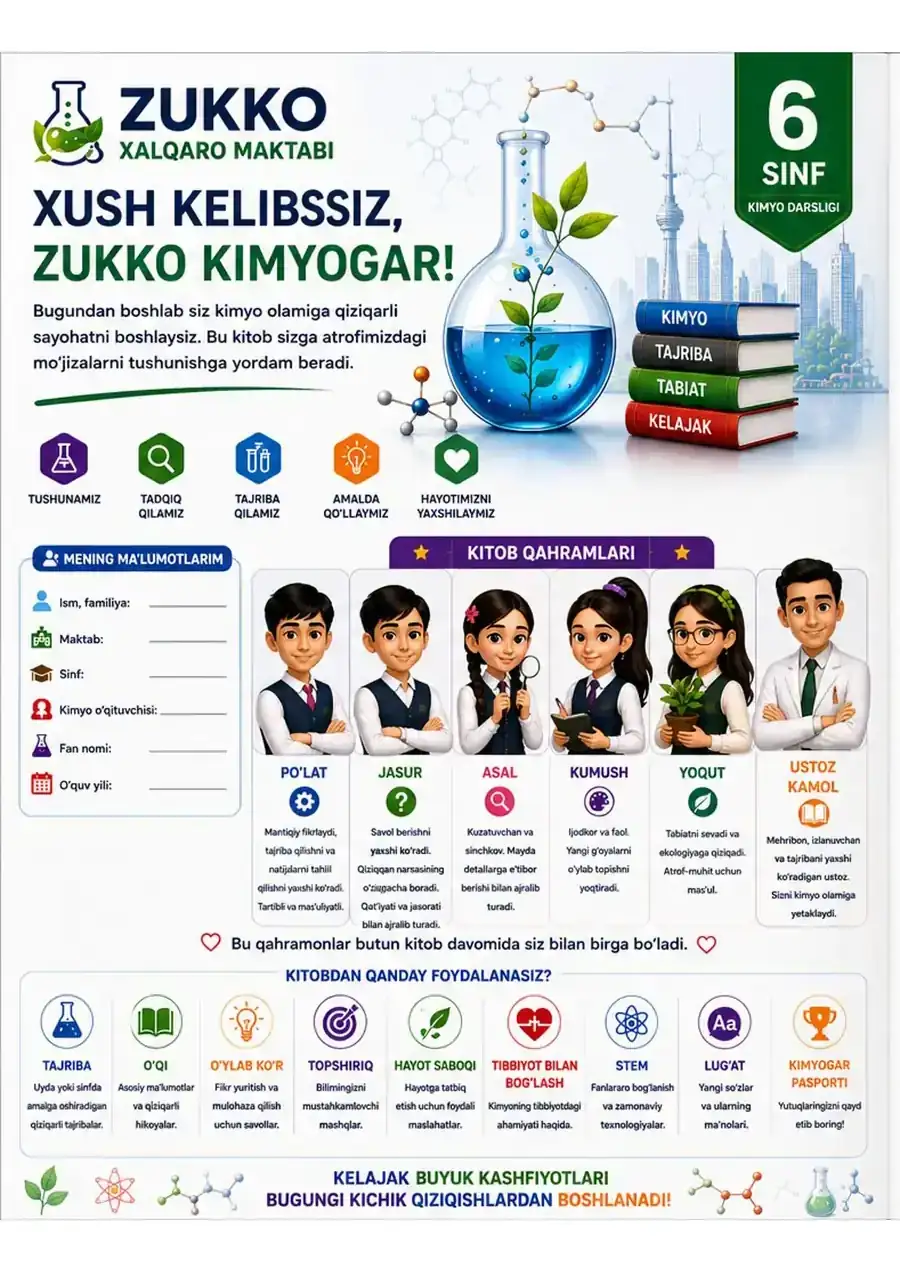 ZUKKO
XALQARO MAKTABI
6
SINF
KIMYO DARSLIGI
XUSH KELIBSSIZ,
ZUKKO KIMYOGAR!
Bugundan boshlab siz kimyo olamiga qiziqarli
sayohatni boshlaysiz. Bu kitob sizga atrofimizdagi
mo'jizalarni tushunishga yordam beradi.
KIMYO
TAJRIBA
TABIAT
KELAJAK
TUSHUNAMIZ
TADQIQ
QILAMIZ
TAJRIBA
QILAMIZ
AMALDA
QO'LLAYMIZ
HAYOTIMIZNI
YAXSHILAYMIZ
MENING MA'LUMOTLARIM
Ism, familiya:
Maktab:
Sinf:
Kimyo o'qituvchisi:
Fan nomi:
O'quv yili:
KITOB QAHRAMLARI
PO'LAT
Mantiqiy fikrlaydi,
tajriba qilishni va
natijalarni tahlil
qilishni yaxshi ko'radi.
Tartibli va mas'uliyatli.
JASUR
Savol berishni
yaxshi ko'radi.
Qiziqqan narsasining
o'zigacha boradi.
Qat'iyati va jasorati
bilan ajralib turadi.
ASAL
Kuzatuvchan va
sinchkov. Mayda
detallarga e'tibor
berishi bilan ajralib
turadi.
KUMUSH
Ijodkor va faol.
Yangi g'oyalarni
o'ylab topishni
yoqtiradi.
YOQUT
Tabiatni sevadi va
ekologiyaga qiziqadi.
Atrof-muhit uchun
mas'ul.
USTOZ
KAMOL
Mehribon, izlanuvchan
va tajribani yaxshi
ko'radigan ustoz.
Sizni kimyo olamiga
yetaklaydi.
Bu qahramonlar butun kitob davomida siz bilan birga bo'ladi.
KITOBDAN QANDAY FOYDALANASIZ?
TAJRIBA
Uyda yoki sinfda
amalga oshiradigan
qiziqarli tajribalar.
O'QI
Asosiy ma'lumotlar
va qiziqarli
hikoyalar.
O'YLAB KO'R
Fikr yuritish va
mulohaza qilish
uchun savollar.
TOPSHIRIQ
Bilimingizni
mustahkamlovchi
mashqlar.
HAYOT SABOQI
Hayotga tatbiq
etish uchun foydali
maslahatlar.
TIBBIYOT BILAN
BOG'LASH
Kimyoning tibbiyotdagi
ahamiyati haqida.
STEM
Fanlararo bog'lanish
va zamonaviy
texnologiyalar.
Aa
LUG'AT
Yangi so'zlar
va ularning
ma'nolari.
KIMYOGAR
PASPORTI
Yutuqlaringizni qayd
etib boring!
KELAJAK BUYUK KASHFIYOTLARI
BUGUNGI KICHIK QIZIQISHLARDAN BOSHLANADI!